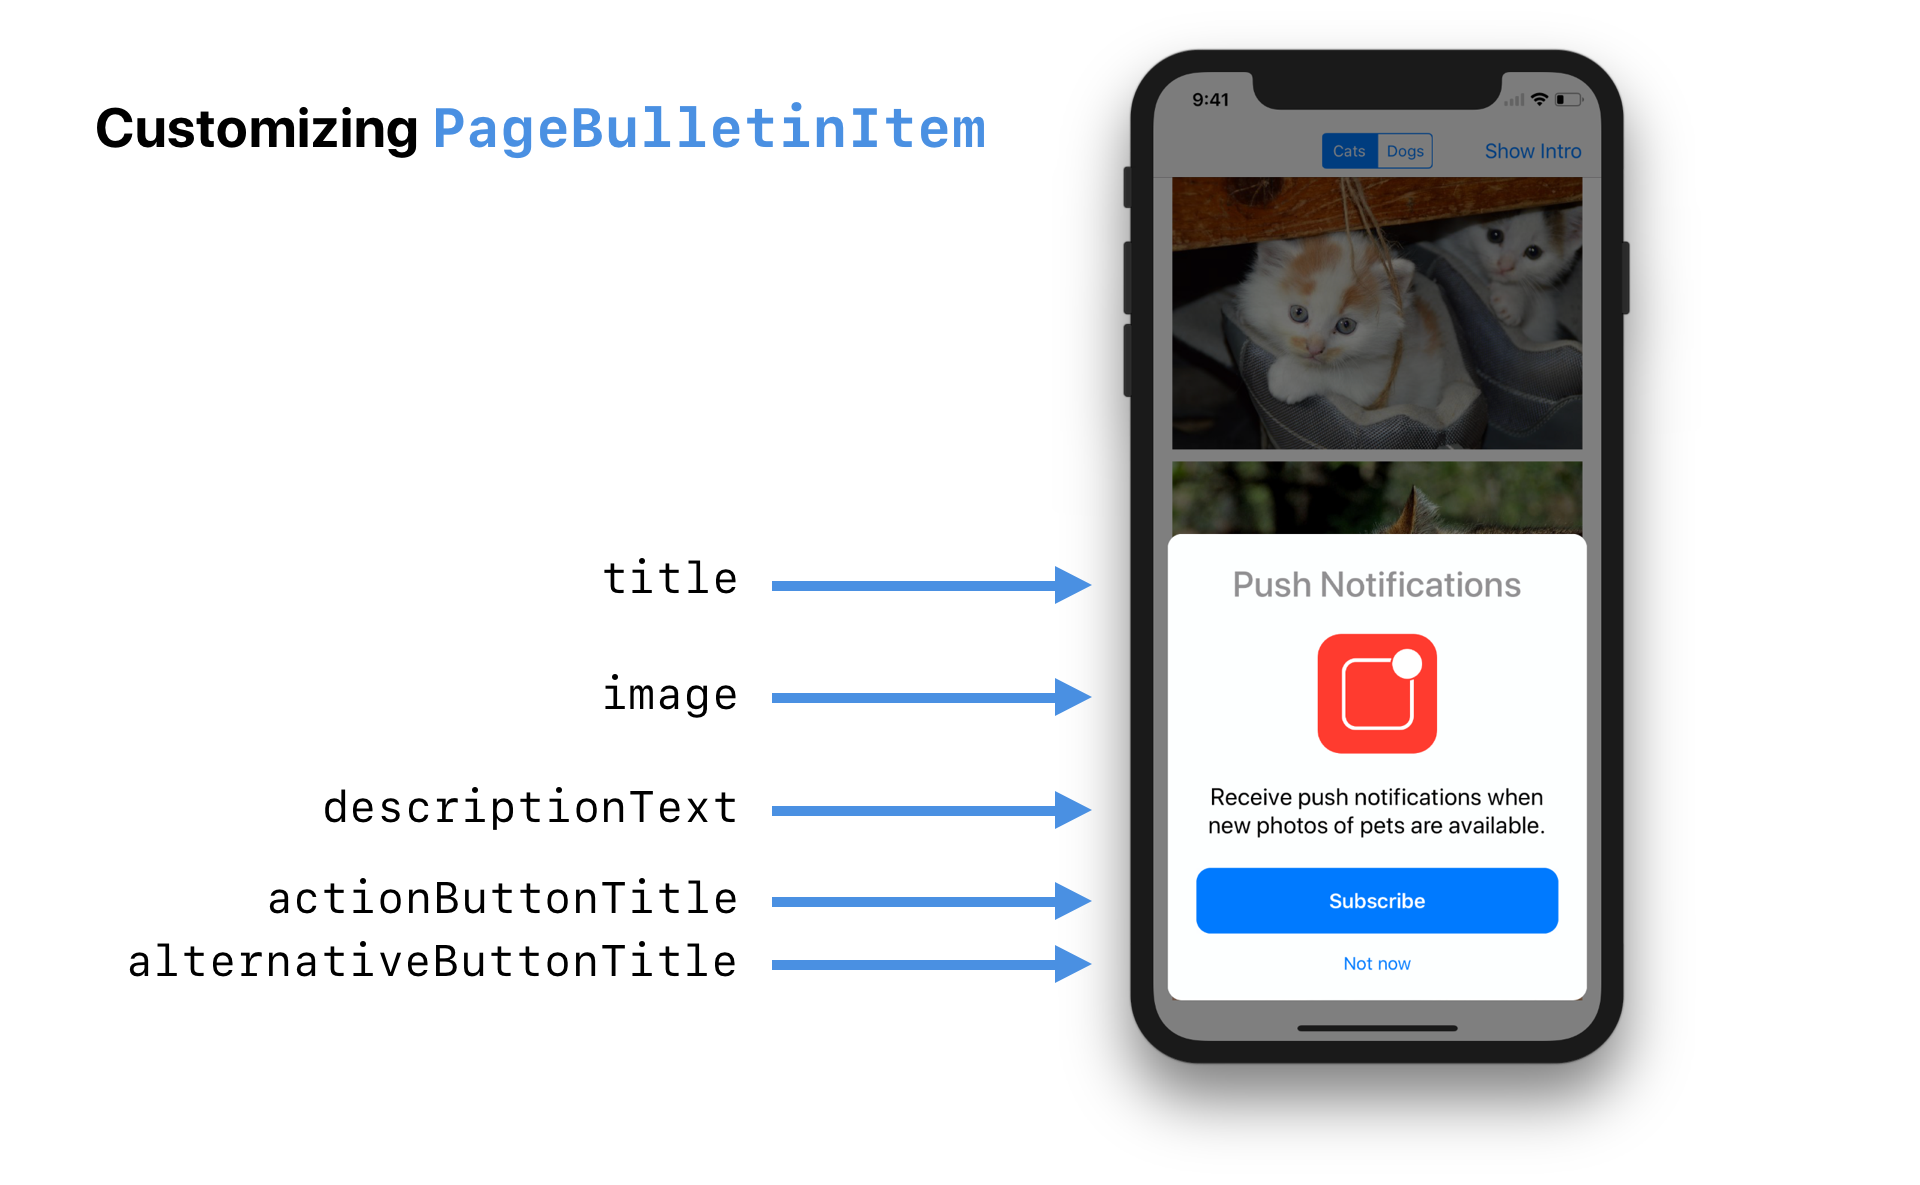 Customizing PageBulletinItem
9:41
Cats Dogs Show Intro
title
Push Notifications
image
descriptionText
Receive push notifications when
new photos of pets are available.
actionButtonTitle
Subscribe
alternativeButtonTitle
Not now